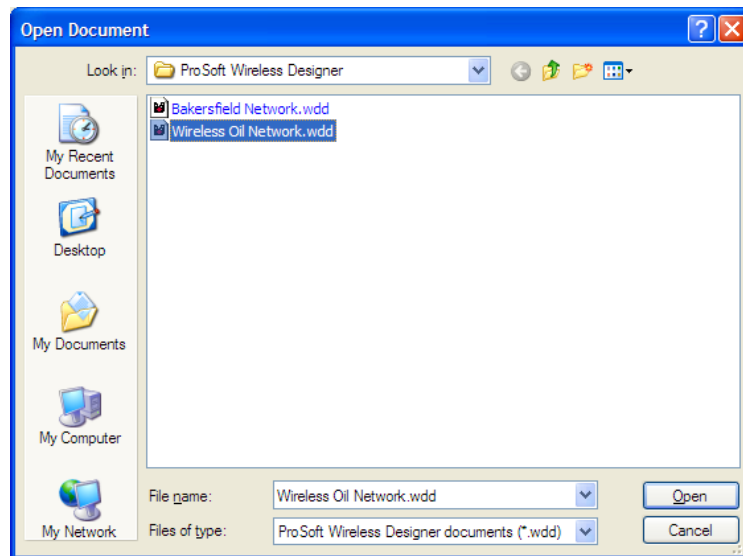 Open Document
Look in: ProSoft Wireless Designer
Bakersfield Network.wdd
Wireless Oil Network.wdd
My Recent
Documents
Desktop
My Documents
My Computer
My Network
File name: Wireless Oil Network.wdd Open
Files of type: ProSoft Wireless Designer documents (*.wdd) Cancel